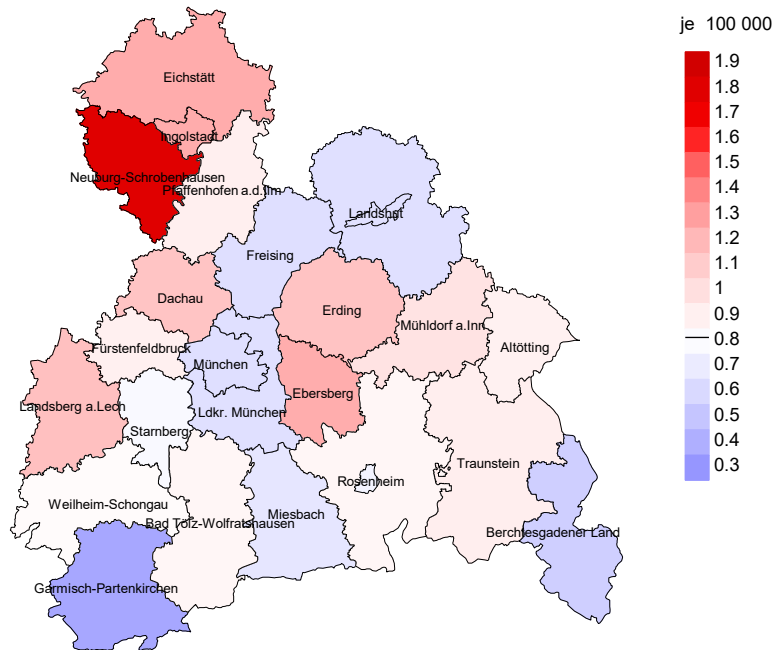 je 100 000
1.9
1.8
1.7
1.6
1.5
1.4
1.3
1.2
1.1
1
0.9
0.8
0.7
0.6
0.5
0.4
0.3
Eichstätt
Ingolstadt
Neuburg-Schrobenhausen
Pfaffenhofen a.d.Ilm
Landshst
Freising
Dachau
Erding
Mühldorf a.Inn
Altötting
Fürstenfeldbruck
München
Ebersberg
Landsberg a.Lech
Ldkr. München
Starnberg
Traunstein
Rosenheim
Weilheim-Schongau
Miesbach
Bad Tölz-Wolfratshausen
Berchtesgadener Land
Garmisch-Partenkirchen